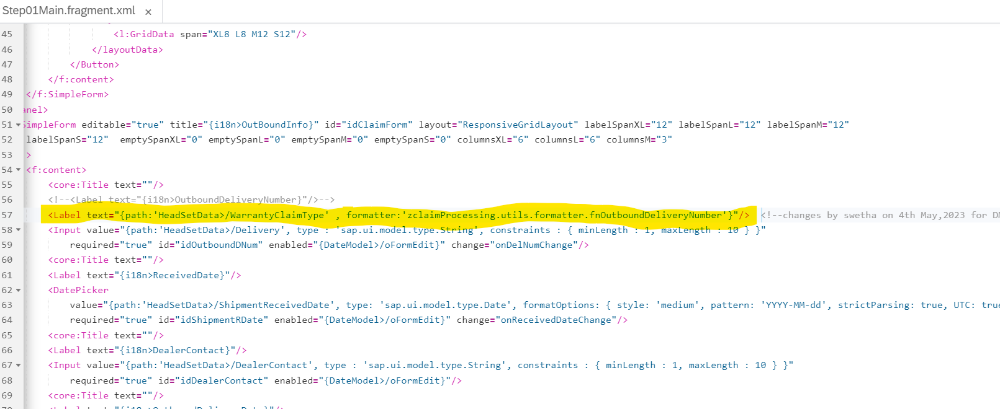 Step01Main.fragment.xml ×
45 <l:GridData span="XL8 L8 M12 S12"/>
46 </layoutData>
47 </Button>
48 </f:content>
49 </f:SimpleForm>
50 anel>
51 SimpleForm editable="true" title="{i18n>OutBoundInfo}" id="idClaimForm" layout="ResponsiveGridLayout" labelSpanXL="12" labelSpanL="12" labelSpanM="12"
52 labelSpanS="12" emptySpanXL="0" emptySpanL="0" emptySpanM="0" emptySpanS="0" columnsXL="6" columnsL="6" columnsM="3"
53 >
54 <f:content>
55 <core:Title text=""/>
56 <!--<Label text="{i18n>OutboundDeliveryNumber}"/>-->
57 <Label text="{path:'HeadSetData>/WarrantyClaimType' , formatter:'zclaimProcessing.utils.formatter.fnOutboundDeliveryNumber'}"/> <!--changes by swetha on 4th May,2023 for
58 <Input value="{path:'HeadSetData>/Delivery', type : 'sap.ui.model.type.String', constraints : { minLength : 1, maxLength : 10 } }"
59 required="true" id="idOutboundDNum" enabled="{DateModel>/oFormEdit}" change="onDelNumChange"/>
60 <core:Title text=""/>
61 <Label text="{i18n>ReceivedDate}"/>
62 <DatePicker
63 value="{path:'HeadSetData>/ShipmentReceivedDate', type: 'sap.ui.model.type.Date', formatOptions: { style: 'medium', pattern: 'YYYY-MM-dd', strictParsing: true, UTC: true
64 required="true" id="idShipmentRDate" enabled="{DateModel>/oFormEdit}" change="onReceivedDateChange"/>
65 <core:Title text=""/>
66 <Label text="{i18n>DealerContact}"/>
67 <Input value="{path:'HeadSetData>/DealerContact', type : 'sap.ui.model.type.String', constraints : { minLength : 1, maxLength : 10 } }"
68 required="true" id="idDealerContact" enabled="{DateModel>/oFormEdit}"/>
69 <core:Title text=""/>